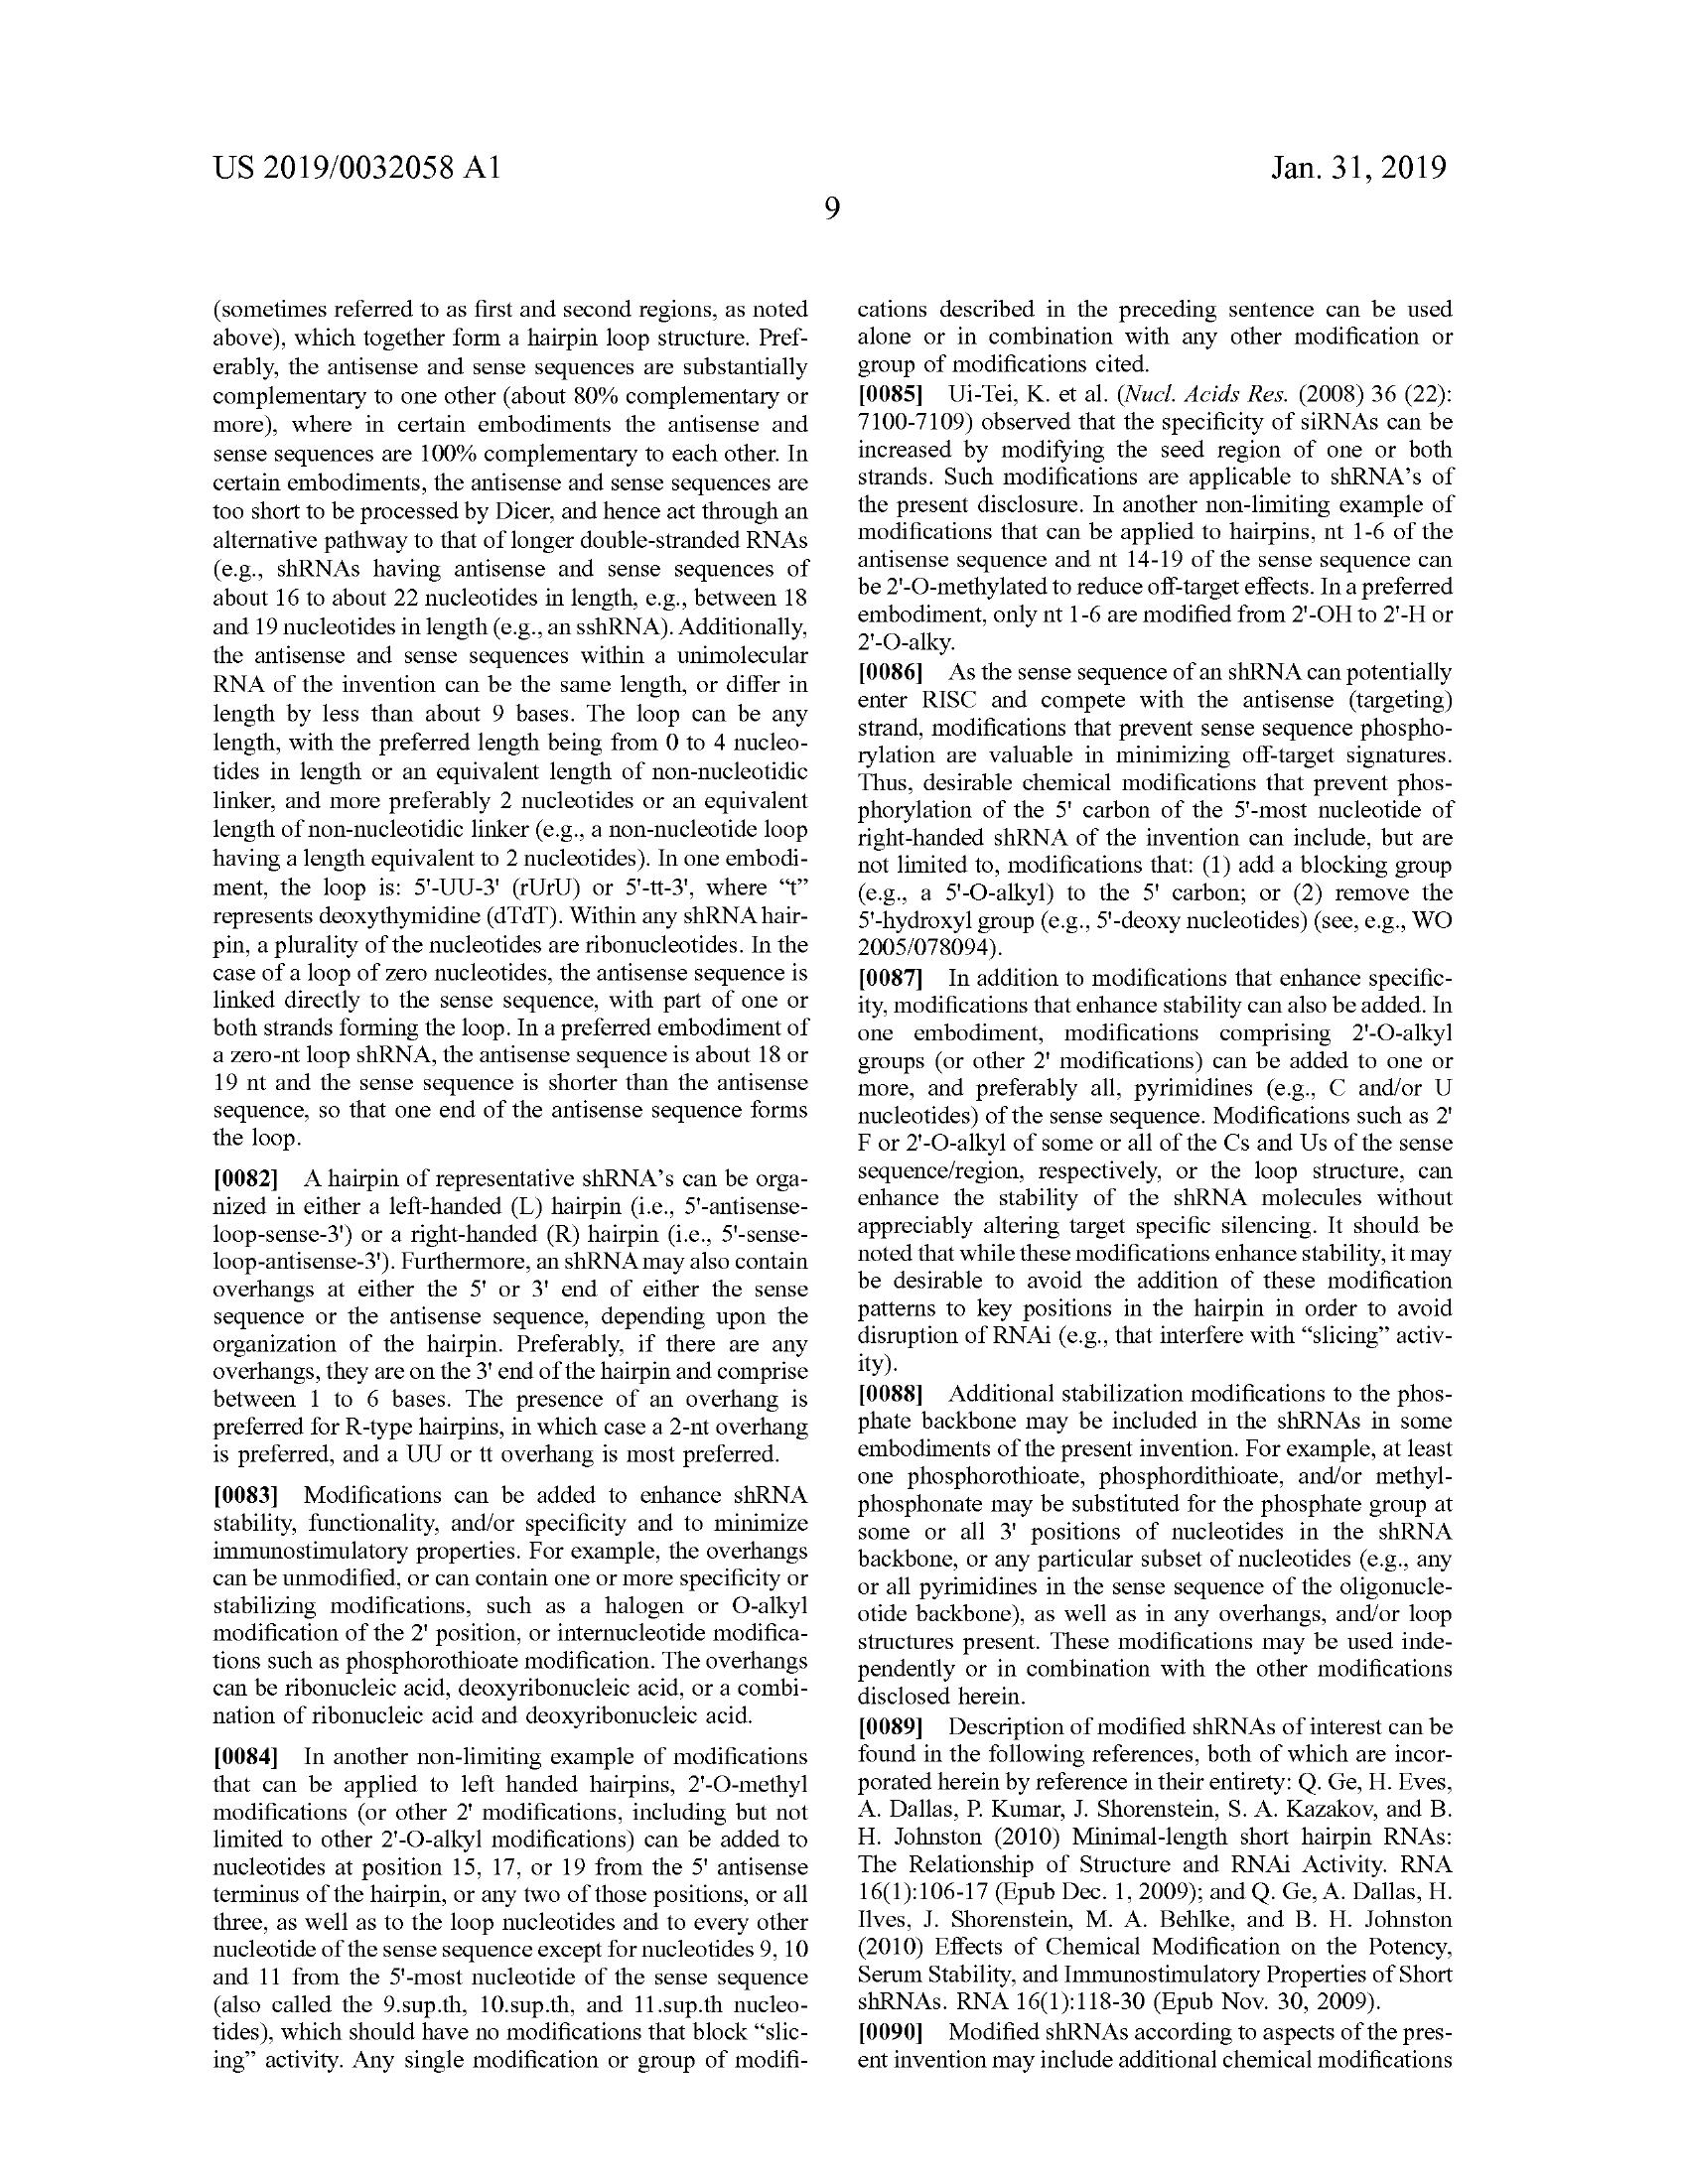 US 2019/0032058 A1
Jan. 31, 2019
9
(sometimes referred to as first and second regions, as noted
above), which together form a hairpin loop structure. Pref-
erably, the antisense and sense sequences are substantially
complementary to one other (about 80% complementary or
more), where in certain embodiments the antisense and
sense sequences are 100% complementary to each other. In
certain embodiments, the antisense and sense sequences are
too short to be processed by Dicer, and hence act through an
alternative pathway to that of longer double-stranded RNAs
(e.g., shRNAs having antisense and sense sequences of
about 16 to about 22 nucleotides in length, e.g., between 18
and 19 nucleotides in length (e.g., an sshRNA). Additionally,
the antisense and sense sequences within a unimolecular
RNA of the invention can be the same length, or differ in
length by less than about 9 bases. The loop can be any
length, with the preferred length being from 0 to 4 nucleo-
tides in length or an equivalent length of non-nucleotidic
linker, and more preferably 2 nucleotides or an equivalent
length of non-nucleotidic linker (e.g., a non-nucleotide loop
having a length equivalent to 2 nucleotides). In one embodi-
ment, the loop is: 5'-UU-3' (rUrU) or 5'-tt-3', where “t”
represents deoxythymidine (dTdT). Within any shRNA hair-
pin, a plurality of the nucleotides are ribonucleotides. In the
case of a loop of zero nucleotides, the antisense sequence is
linked directly to the sense sequence, with part of one or
both strands forming the loop. In a preferred embodiment of
a zero-nt loop shRNA, the antisense sequence is about 18 or
19 nt and the sense sequence is shorter than the antisense
sequence, so that one end of the antisense sequence forms
the loop.
[0082] A hairpin of representative shRNA’s can be orga-
nized in either a left-handed (L) hairpin (i.e., 5'-antisense-
loop-sense-3') or a right-handed (R) hairpin (i.e., 5'-sense-
loop-antisense-3'). Furthermore, an shRNA may also contain
overhangs at either the 5' or 3' end of either the sense
sequence or the antisense sequence, depending upon the
organization of the hairpin. Preferably, if there are any
overhangs, they are on the 3' end of the hairpin and comprise
between 1 to 6 bases. The presence of an overhang is
preferred for R-type hairpins, in which case a 2-nt overhang
is preferred, and a UU or tt overhang is most preferred.
[0083] Modifications can be added to enhance shRNA
stability, functionality, and/or specificity and to minimize
immunostimulatory properties. For example, the overhangs
can be unmodified, or can contain one or more specificity or
stabilizing modifications, such as a halogen or O-alkyl
modification of the 2' position, or internucleotide modifica-
tions such as phosphorothioate modification. The overhangs
can be ribonucleic acid, deoxyribonucleic acid, or a combi-
nation of ribonucleic acid and deoxyribonucleic acid.
[0084] In another non-limiting example of modifications
that can be applied to left handed hairpins, 2'-O-methyl
modifications (or other 2' modifications, including but not
limited to other 2'-O-alkyl modifications) can be added to
nucleotides at position 15, 17, or 19 from the 5' antisense
terminus of the hairpin, or any two of those positions, or all
three, as well as to the loop nucleotides and to every other
nucleotide of the sense sequence except for nucleotides 9, 10
and 11 from the 5'-most nucleotide of the sense sequence
(also called the 9.sup.th, 10.sup.th, and 11.sup.th nucleo-
tides), which should have no modifications that block “slic-
ing” activity. Any single modification or group of modifi-
cations described in the preceding sentence can be used
alone or in combination with any other modification or
group of modifications cited.
[0085] Ui-Tei, K. et al. (Nucl. Acids Res. (2008) 36 (22):
7100-7109) observed that the specificity of siRNAs can be
increased by modifying the seed region of one or both
strands. Such modifications are applicable to shRNA’s of
the present disclosure. In another non-limiting example of
modifications that can be applied to hairpins, nt 1-6 of the
antisense sequence and nt 14-19 of the sense sequence can
be 2'-O-methylated to reduce off-target effects. In a preferred
embodiment, only nt 1-6 are modified from 2'-OH to 2'-H or
2'-O-alky.
[0086] As the sense sequence of an shRNA can potentially
enter RISC and compete with the antisense (targeting)
strand, modifications that prevent sense sequence phospho-
rylation are valuable in minimizing off-target signatures.
Thus, desirable chemical modifications that prevent phos-
phorylation of the 5' carbon of the 5'-most nucleotide of
right-handed shRNA of the invention can include, but are
not limited to, modifications that: (1) add a blocking group
(e.g., a 5'-O-alkyl) to the 5' carbon; or (2) remove the
5'-hydroxyl group (e.g., 5'-deoxy nucleotides) (see, e.g., WO
2005/078094).
[0087] In addition to modifications that enhance specific-
ity, modifications that enhance stability can also be added. In
one embodiment, modifications comprising 2'-O-alkyl
groups (or other 2' modifications) can be added to one or
more, and preferably all, pyrimidines (e.g., C and/or U
nucleotides) of the sense sequence. Modifications such as 2'
F or 2'-O-alkyl of some or all of the Cs and Us of the sense
sequence/region, respectively, or the loop structure, can
enhance the stability of the shRNA molecules without
appreciably altering target specific silencing. It should be
noted that while these modifications enhance stability, it may
be desirable to avoid the addition of these modification
patterns to key positions in the hairpin in order to avoid
disruption of RNAi (e.g., that interfere with “slicing” activ-
ity).
[0088] Additional stabilization modifications to the phos-
phate backbone may be included in the shRNAs in some
embodiments of the present invention. For example, at least
one phosphorothioate, phosphordithioate, and/or methyl-
phosphonate may be substituted for the phosphate group at
some or all 3' positions of nucleotides in the shRNA
backbone, or any particular subset of nucleotides (e.g., any
or all pyrimidines in the sense sequence of the oligonucle-
otide backbone), as well as in any overhangs, and/or loop
structures present. These modifications may be used inde-
pendently or in combination with the other modifications
disclosed herein.
[0089] Description of modified shRNAs of interest can be
found in the following references, both of which are incor-
porated herein by reference in their entirety: Q. Ge, H. Eves,
A. Dallas, P. Kumar, J. Shorenstein, S. A. Kazakov, and B.
H. Johnston (2010) Minimal-length short hairpin RNAs:
The Relationship of Structure and RNAi Activity. RNA
16(1):106-17 (Epub Dec. 1, 2009); and Q. Ge, A. Dallas, H.
Ilves, J. Shorenstein, M. A. Behlke, and B. H. Johnston
(2010) Effects of Chemical Modification on the Potency,
Serum Stability, and Immunostimulatory Properties of Short
shRNAs. RNA 16(1):118-30 (Epub Nov. 30, 2009).
[0090] Modified shRNAs according to aspects of the pres-
ent invention may include additional chemical modifications